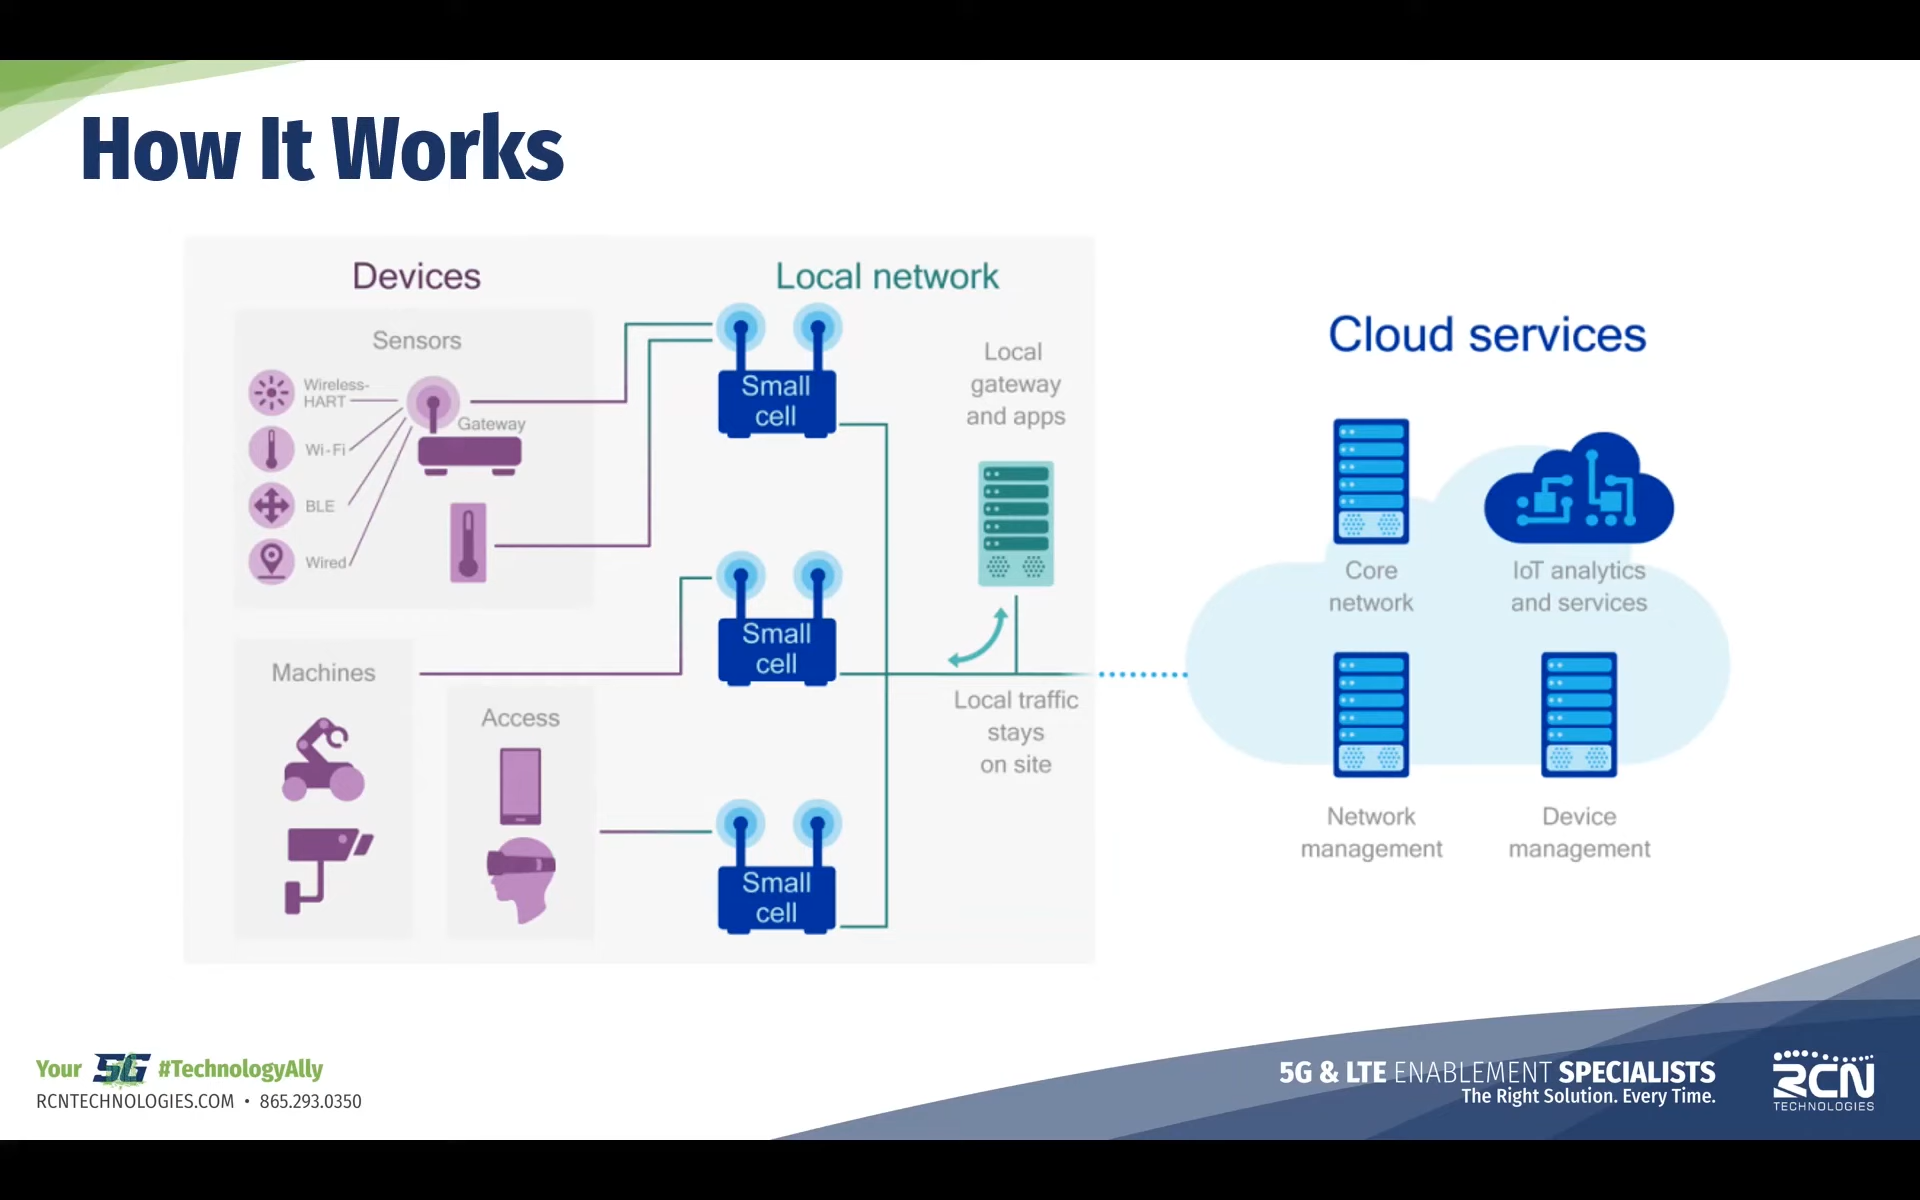 How It Works
Devices
Sensors
Wireless-
HART
Wi-Fi
BLE
Wired
Gateway
Machines
Access
Local network
Small
cell
Small
cell
Small
cell
Local
gateway
and apps
Local traffic
stays
on site
Cloud services
Core
network
IoT analytics
and services
Network
management
Device
management
Your 5G #TechnologyAlly
RCNTECHNOLOGIES.COM • 865.293.0350
5G & LTE ENABLEMENT SPECIALISTS
The Right Solution. Every Time.
RCN
TECHNOLOGIES